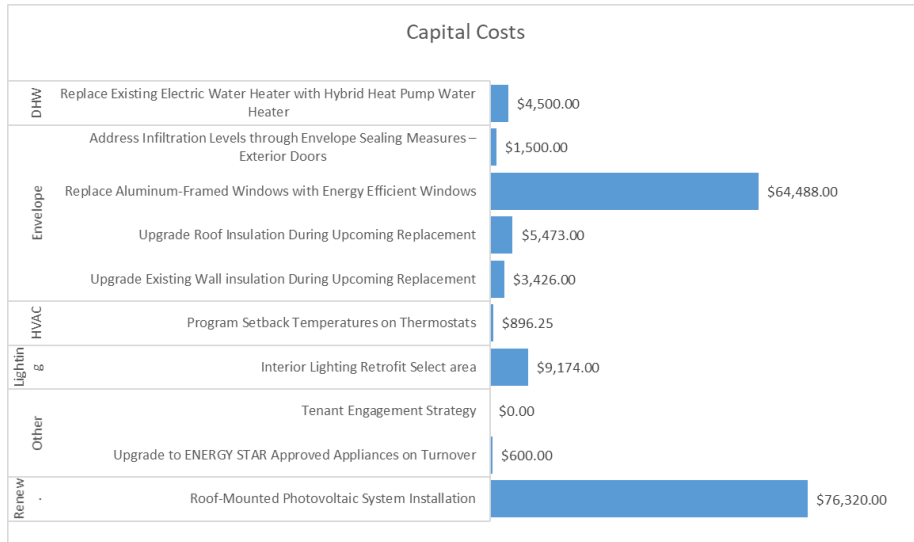 Capital Costs
DHW
Replace Existing Electric Water Heater with Hybrid Heat Pump Water
Heater
$4,500.00
Envelope
Address Infiltration Levels through Envelope Sealing Measures –
Exterior Doors
$1,500.00
Replace Aluminum-Framed Windows with Energy Efficient Windows
$64,488.00
Upgrade Roof Insulation During Upcoming Replacement
$5,473.00
Upgrade Existing Wall insulation During Upcoming Replacement
$3,426.00
HVAC
Program Setback Temperatures on Thermostats
$896.25
Lightin
g
Interior Lighting Retrofit Select area
$9,174.00
Other
Tenant Engagement Strategy
$0.00
Upgrade to ENERGY STAR Approved Appliances on Turnover
$600.00
Renew
.
Roof-Mounted Photovoltaic System Installation
$76,320.00